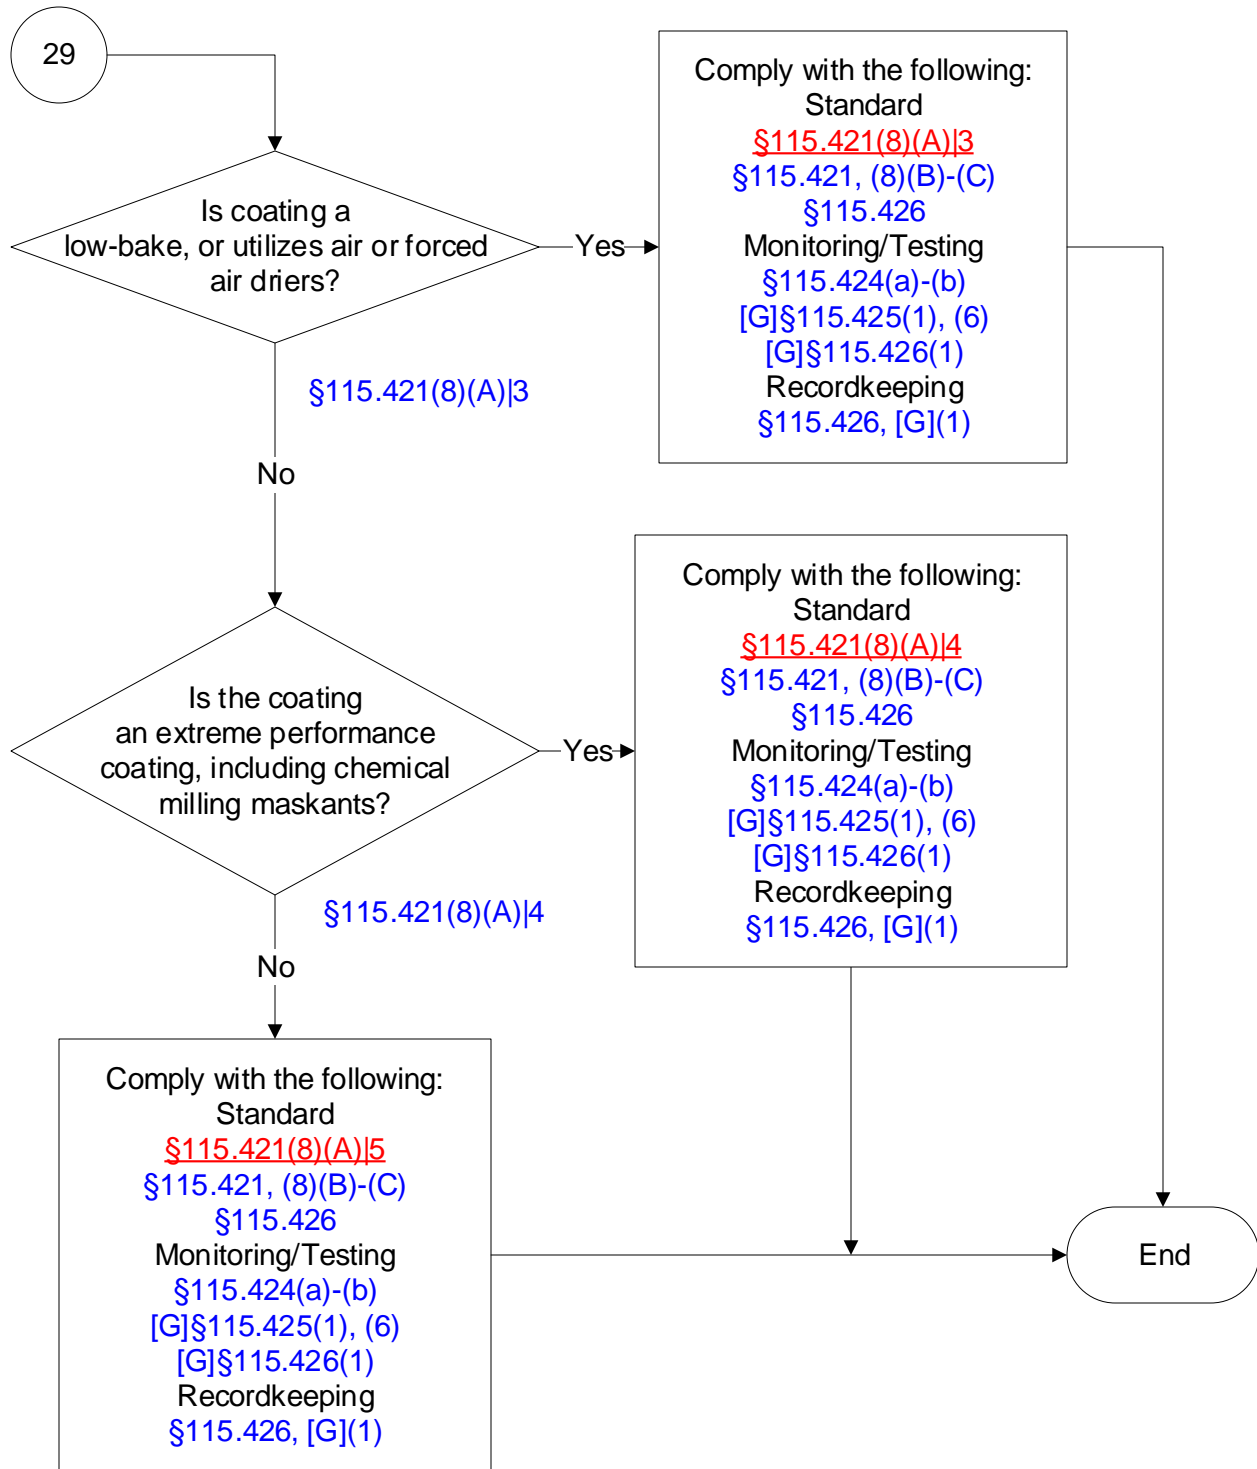 29
Is coating a
low-bake, or utilizes air or forced
air driers?
Yes
Comply with the following:
Standard
§115.421(8)(A)|3
§115.421, (8)(B)-(C)
§115.426
Monitoring/Testing
§115.424(a)-(b)
[G]§115.425(1), (6)
[G]§115.426(1)
Recordkeeping
§115.426, [G](1)
§115.421(8)(A)|3
No
Is the coating
an extreme performance
coating, including chemical
milling maskants?
Yes
Comply with the following:
Standard
§115.421(8)(A)|4
§115.421, (8)(B)-(C)
§115.426
Monitoring/Testing
§115.424(a)-(b)
[G]§115.425(1), (6)
[G]§115.426(1)
Recordkeeping
§115.426, [G](1)
§115.421(8)(A)|4
No
Comply with the following:
Standard
§115.421(8)(A)|5
§115.421, (8)(B)-(C)
§115.426
Monitoring/Testing
§115.424(a)-(b)
[G]§115.425(1), (6)
[G]§115.426(1)
Recordkeeping
§115.426, [G](1)
End